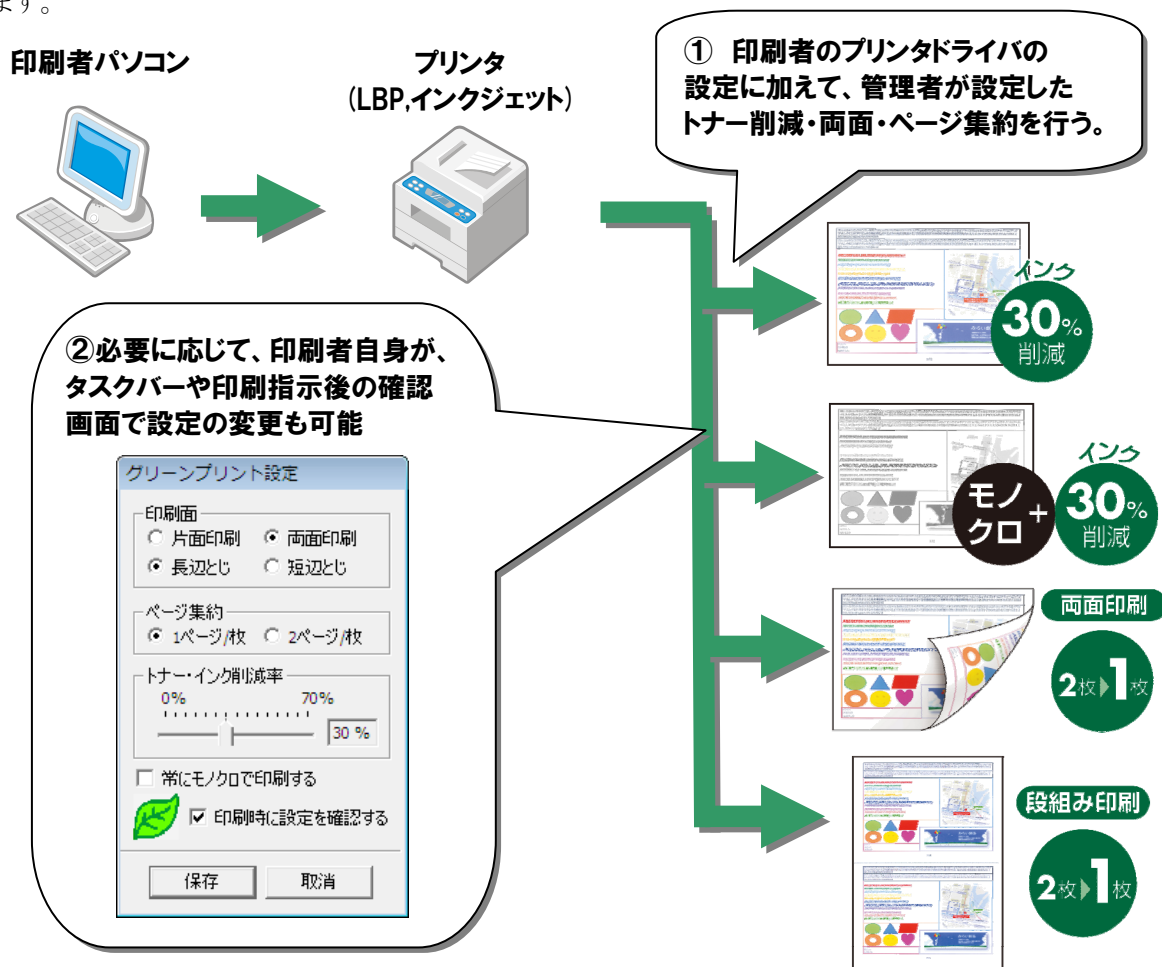 ます。
印刷者パソコン
プリンタ
(LBP,インクジェット)
① 印刷者のプリンタドライバの
設定に加えて、管理者が設定した
トナー削減・両面・ページ集約を行う。
インク
30%
削減
②必要に応じて、印刷者自身が、
タスクバーや印刷指示後の確認
画面で設定の変更も可能
グリーンプリント設定
印刷面
片面印刷 両面印刷
長辺とじ 短辺とじ
ページ集約
1ページ/枚 2ページ/枚
トナー・インク削減率
0% 70%
30 %
常にモノクロで印刷する
印刷時に設定を確認する
保存 取消
モノ
クロ
+
インク
30%
削減
両面印刷
2枚 1枚
段組み印刷
2枚 1枚